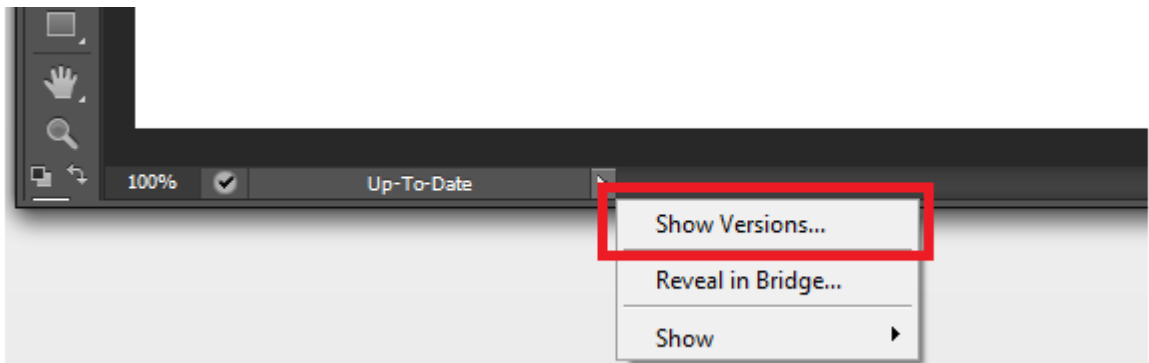 100%
Up-To-Date
Show Versions...
Reveal in Bridge...
Show